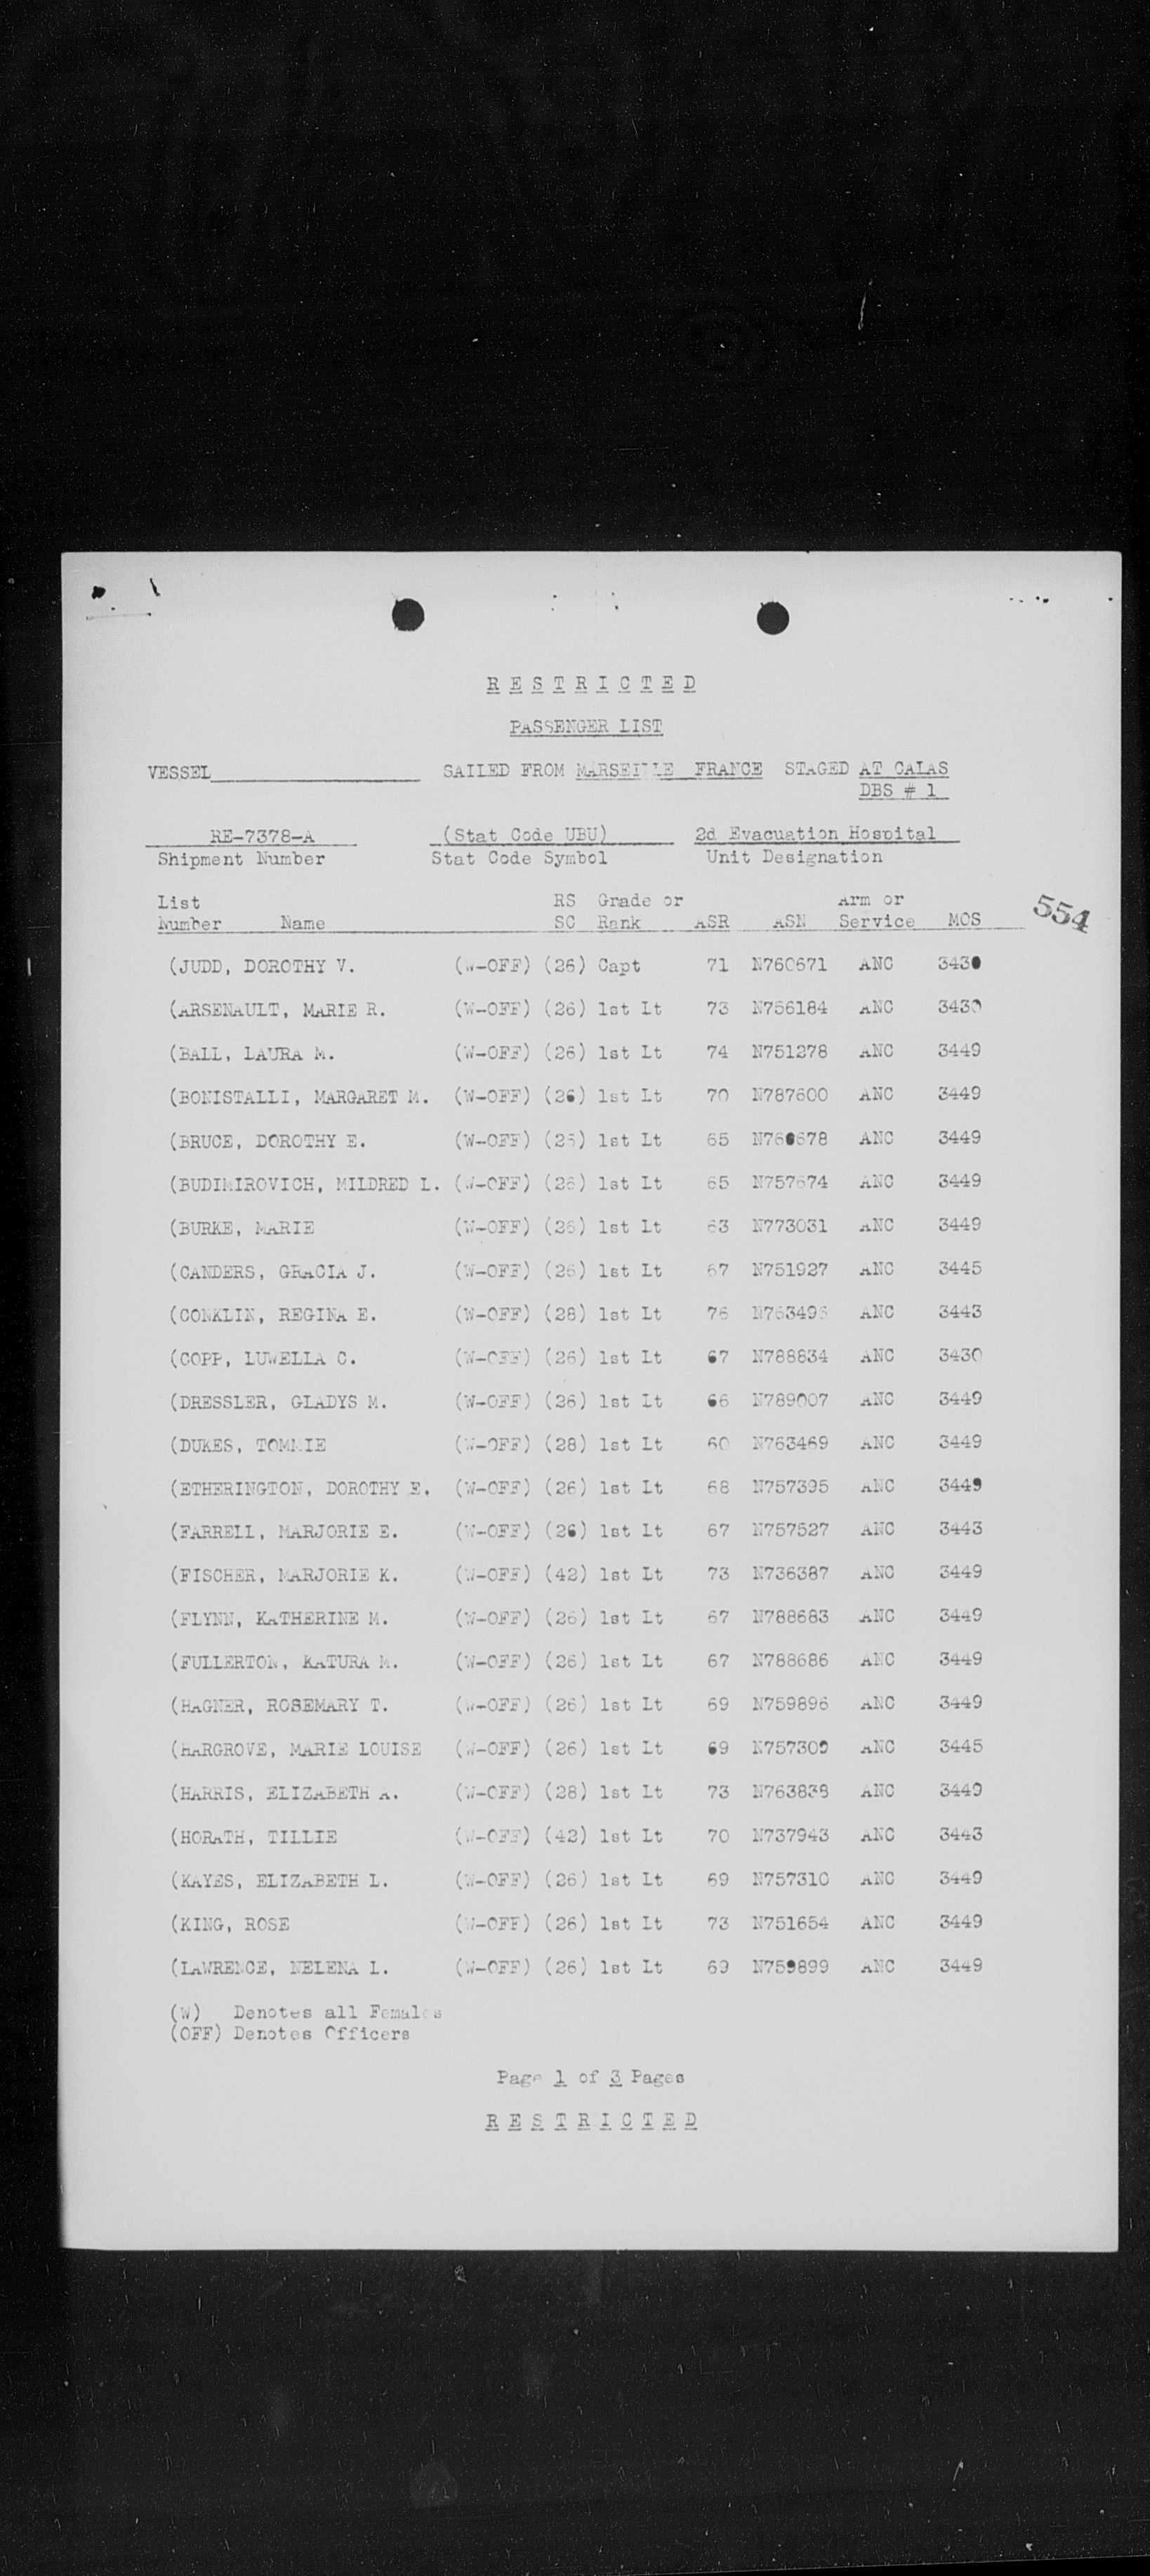 R E S T R I C T E D
PASSENGER LIST
VESSEL SAILED FROM MARSEILLE FRANCE STAGED AT CALAS
DBS # 1
RE-7378-A (Stat Code UBU) 2d Evacuation Hospital
Shipment Number Stat Code Symbol Unit Designation
List RS Grade or Arm or
Number Name SC Rank ASR ASN Service MOS
554
(JUDD, DOROTHY V. (W-OFF) (26) Capt 71 N760671 ANC 3430
(ARSENAULT, MARIE R. (W-OFF) (26) 1st Lt 73 N756184 ANC 3430
(BALL, LAURA M. (W-OFF) (26) 1st Lt 74 N751278 ANC 3449
(BONISTALLI, MARGARET M. (W-OFF) (26) 1st Lt 70 N787600 ANC 3449
(BRUCE, DOROTHY E. (W-OFF) (26) 1st Lt 65 N760678 ANC 3449
(BUDIMIROVICH, MILDRED L. (W-OFF) (26) 1st Lt 65 N757674 ANC 3449
(BURKE, MARIE (W-OFF) (26) 1st Lt 63 N773031 ANC 3449
(CANDERS, GRACIA J. (W-OFF) (26) 1st Lt 67 N751927 ANC 3445
(CONKLIN, REGINA E. (W-OFF) (28) 1st Lt 76 ANC 3443
(COPP, LUWELLA C. (W-OFF) (26) 1st Lt 67 N788834 ANC 3430
(DRESSLER, GLADYS M. (W-OFF) (26) 1st Lt 66 N789007 ANC 3449
(DUKES, TOMMIE (W-OFF) (28) 1st Lt 60 N763469 ANC 3449
(ETHERINGTON, DOROTHY E. (W-OFF) (26) 1st Lt 68 N757395 ANC 3449
(FARRELL, MARJORIE E. (W-OFF) (26) 1st Lt 67 N757527 ANC 3443
(FISCHER, MARJORIE K. (W-OFF) (42) 1st Lt 73 N736387 ANC 3449
(FLYNN, KATHERINE M. (W-OFF) (26) 1st Lt 67 N788683 ANC 3449
(FULLERTON, KATURA M. (W-OFF) (26) 1st Lt 67 N788686 ANC 3449
(HAGNER, ROSEMARY T. (W-OFF) (26) 1st Lt 69 N759896 ANC 3449
(HARGROVE, MARIE LOUISE (W-OFF) (26) 1st Lt 69 N757309 ANC 3445
(HARRIS, ELIZABETH A. (W-OFF) (28) 1st Lt 73 N763838 ANC 3449
(HORATH, TILLIE (W-OFF) (42) 1st Lt 70 N737943 ANC 3443
(KAYES, ELIZABETH L. (W-OFF) (26) 1st Lt 69 N757310 ANC 3449
(KING, ROSE (W-OFF) (26) 1st Lt 73 N751654 ANC 3449
(LAWRENCE, NELENA L. (W-OFF) (26) 1st Lt 69 N759899 ANC 3449
(W) Denotes all Females
(OFF) Denotes Officers
Page 1 of 3 Pages
R E S T R I C T E D